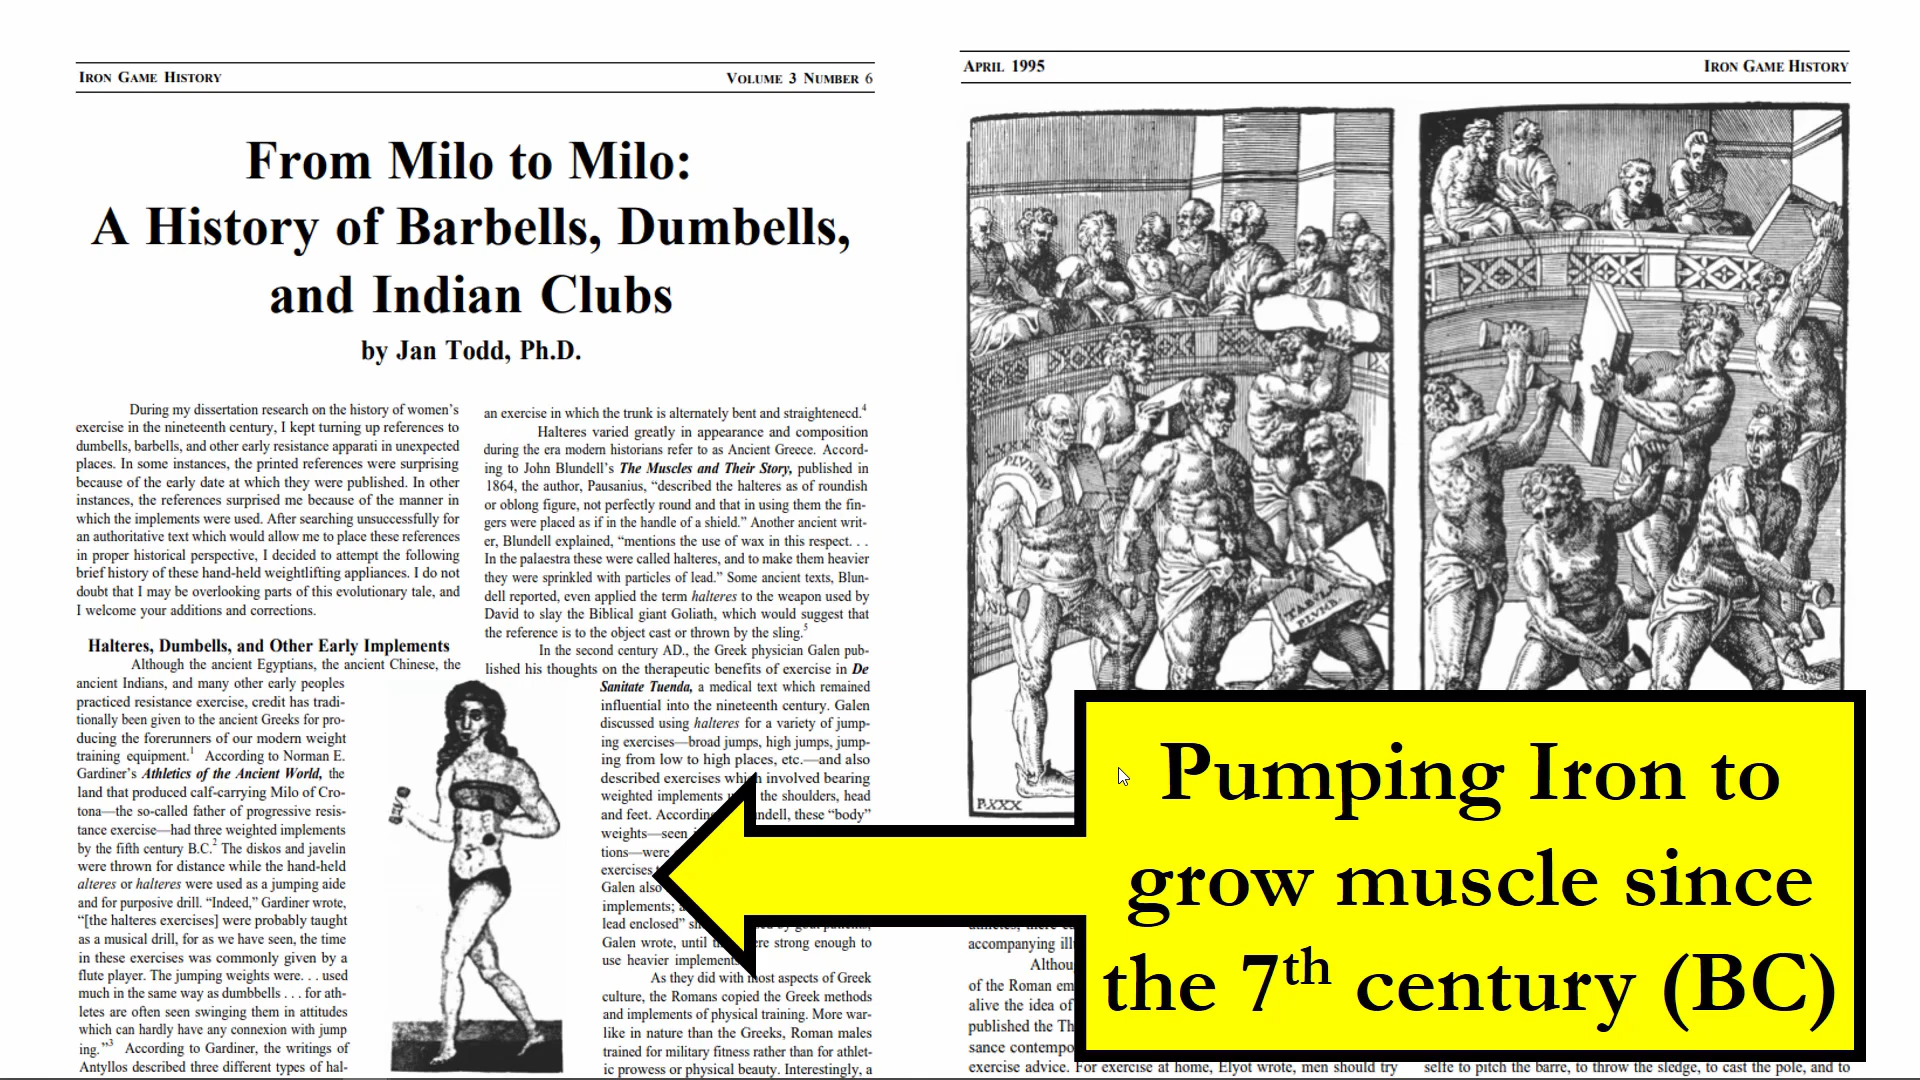 IRON GAME HISTORY
VOLUME 3 NUMBER 6
From Milo to Milo:
A History of Barbells, Dumbells,
and Indian Clubs
by Jan Todd, Ph.D.
During my dissertation research on the history of women's
exercise in the nineteenth century, I kept turning up references to
dumbells, barbells, and other early resistance apparati in unexpected
places. In some instances, the printed references were surprising
because of the early date at which they were published. In other
instances, the references surprised me because of the manner in
which the implements were used. After searching unsuccessfully for
an authoritative text which would allow me to place these references
in proper historical perspective, I decided to attempt the following
brief history of these hand-held weightlifting appliances. I do not
doubt that I may be overlooking parts of this evolutionary tale, and
I welcome your additions and corrections.
Halteres, Dumbells, and Other Early Implements
Although the ancient Egyptians, the ancient Chinese, the
ancient Indians, and many other early peoples
practiced resistance exercise, credit has tradi-
tionally been given to the ancient Greeks for pro-
ducing the forerunners of our modern weight
training equipment.1 According to Norman E.
Gardiner's Athletics of the Ancient World, the
land that produced calf-carrying Milo of Cro-
tona—the so-called father of progressive resis-
tance exercise—had three weighted implements
by the fifth century B.C.2 The diskos and javelin
were thrown for distance while the hand-held
alteres or halteres were used as a jumping aide
and for purposive drill. "Indeed," Gardiner wrote,
"[the halteres exercises] were probably taught
as a musical drill, for as we have seen, the time
in these exercises was commonly given by a
flute player. The jumping weights were. . . used
much in the same way as dumbbells . . . for ath-
letes are often seen swinging them in attitudes
which can hardly have any connexion with jump
ing."3 According to Gardiner, the writings of
Antyllos described three different types of hal-
an exercise in which the trunk is alternately bent and straightenecd.4
Halteres varied greatly in appearance and composition
during the era modern historians refer to as Ancient Greece. Accord-
ing to John Blundell's The Muscles and Their Story, published in
1864, the author, Pausanius, "described the halteres as of roundish
or oblong figure, not perfectly round and that in using them the fin-
gers were placed as if in the handle of a shield." Another ancient writ-
er, Blundell explained, "mentions the use of wax in this respect. . .
In the palaestra these were called halteres, and to make them heavier
they were sprinkled with particles of lead." Some ancient texts, Blun-
dell reported, even applied the term halteres to the weapon used by
David to slay the Biblical giant Goliath, which would suggest that
the reference is to the object cast or thrown by the sling.5
In the second century AD., the Greek physician Galen pub-
lished his thoughts on the therapeutic benefits of exercise in De
Sanitate Tuenda, a medical text which remained
influential into the nineteenth century. Galen
discussed using halteres for a variety of jump-
ing exercises—broad jumps, high jumps, jump-
ing from low to high places, etc.—and also
described exercises which involved bearing
weighted implements the shoulders, head
and feet. According ndell, these "body"
weights—seen
tions—were
exercises
Galen also
implements;
lead enclosed"
Galen wrote, until ere strong enough to
use heavier implements
As they did with most aspects of Greek
culture, the Romans copied the Greek methods
and implements of physical training. More war-
like in nature than the Greeks, Roman males
trained for military fitness rather than for athlet-
ic prowess or physical beauty. Interestingly, a
APRIL 1995
IRON GAME HISTORY
TABVLA
PLVMB
P.XXX
accompanying ill
Althou
of the Roman em
alive the idea of
published the Th
sance contempo
exercise advice. For exercise at home, Elyot wrote, men should try
selfe to pitch the barre, to throw the sledge, to cast the pole, and to
Pumping Iron to
grow muscle since
the 7th century (BC)